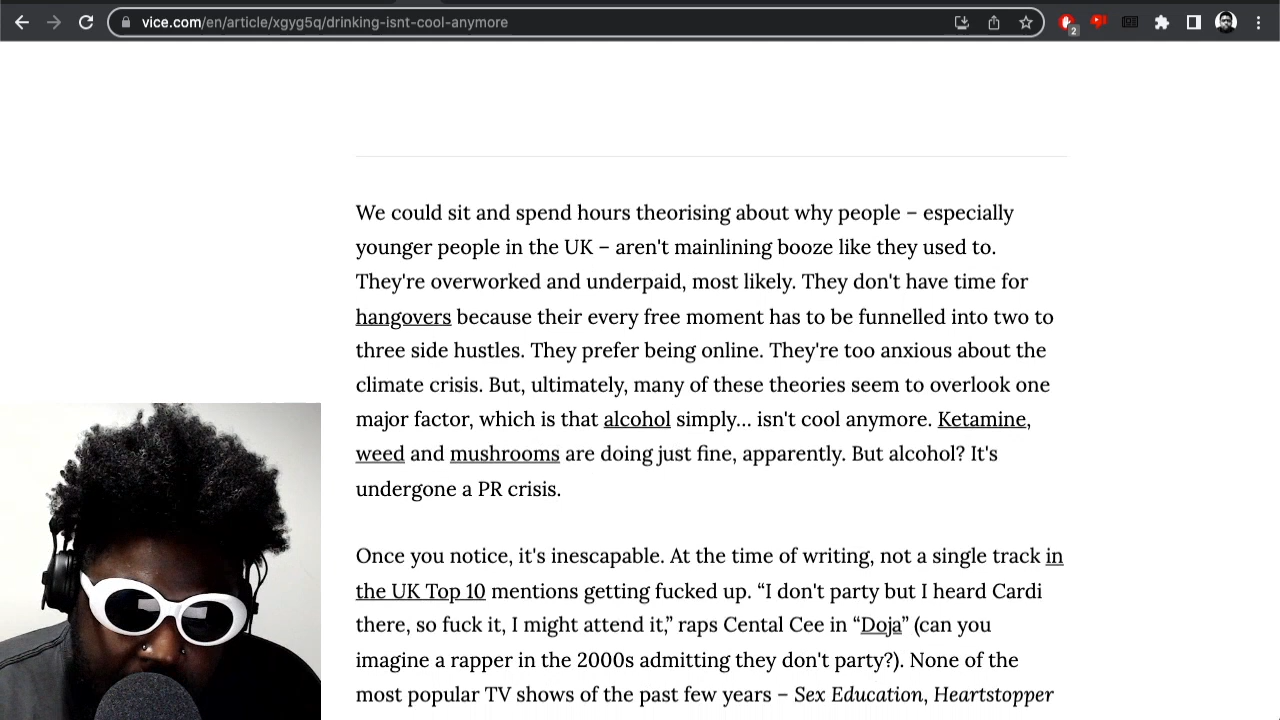 vice.com/en/article/xgyg5q/drinking-isnt-cool-anymore
2
We could sit and spend hours theorising about why people – especially
younger people in the UK – aren't mainlining booze like they used to.
They're overworked and underpaid, most likely. They don't have time for
hangovers because their every free moment has to be funnelled into two to
three side hustles. They prefer being online. They're too anxious about the
climate crisis. But, ultimately, many of these theories seem to overlook one
major factor, which is that alcohol simply… isn't cool anymore. Ketamine,
weed and mushrooms are doing just fine, apparently. But alcohol? It's
undergone a PR crisis.
Once you notice, it's inescapable. At the time of writing, not a single track in
the UK Top 10 mentions getting fucked up. “I don't party but I heard Cardi
there, so fuck it, I might attend it,” raps Cental Cee in “Doja” (can you
imagine a rapper in the 2000s admitting they don't party?). None of the
most popular TV shows of the past few years – Sex Education, Heartstopper